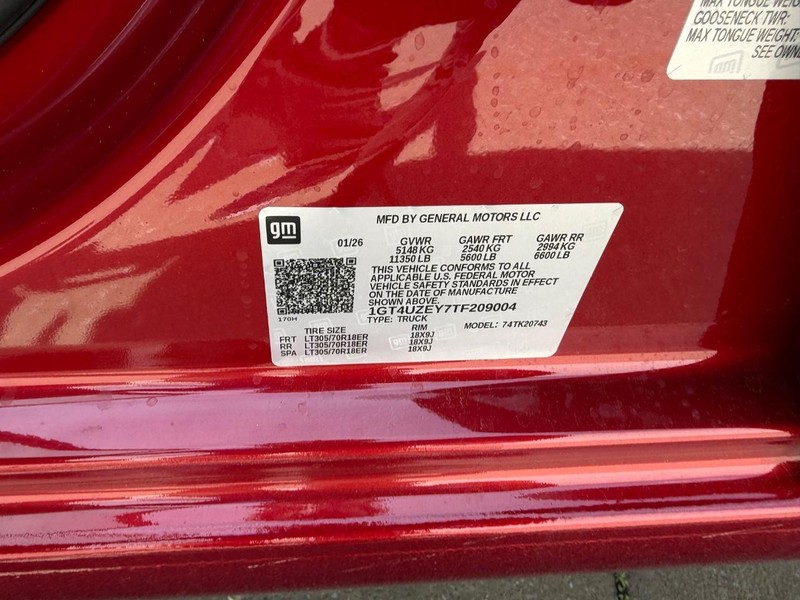 MAX TONGUE WEIGHT
GOOSENECK TWR:
MAX TONGUE WEIGHT
SEE OWNE
gm
gm
MFD BY GENERAL MOTORS LLC
01/26
GVWR GAWR FRT GAWR RR
5148 KG 2540 KG 2994 KG
11350 LB 5600 LB 6600 LB
THIS VEHICLE CONFORMS TO ALL
APPLICABLE U.S. FEDERAL MOTOR
VEHICLE SAFETY STANDARDS IN EFFECT
ON THE DATE OF MANUFACTURE
SHOWN ABOVE.
170H
1GT4UZEY7TF209004
TYPE: TRUCK MODEL: 74TK20743
TIRE SIZE RIM
FRT LT305/70R18ER 18X9J
RR LT305/70R18ER 18X9J
SPA LT305/70R18ER 18X9J